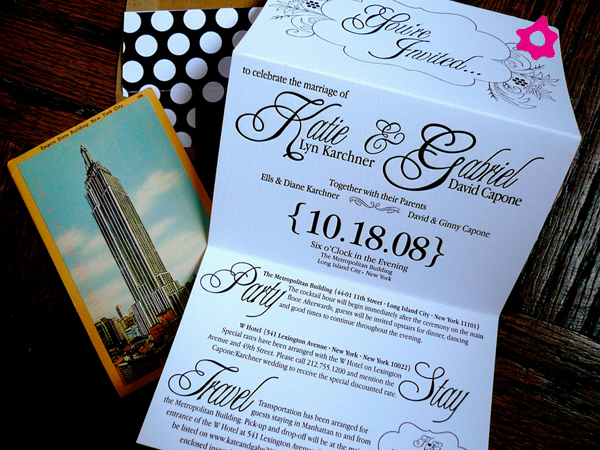 Empire State Building, New York City
You're
Invited...
to celebrate the marriage of
Katie & Gabriel
Lyn Karchner David Capone
Together with their Parents
Ells & Diane Karchner David & Ginny Capone
{10.18.08}
Six o'Clock in the Evening
The Metropolitan Building
Long Island City · New York
Party
The Metropolitan Building {44-01 11th Street · Long Island City · New York 11101}
The cocktail hour will begin immediately after the ceremony on the main
floor. Afterwards, guests will be invited upstairs for dinner, dancing
and good times to continue throughout the evening.
W Hotel {541 Lexington Avenue · New York · New York 10022}
Special rates have been arranged with the W Hotel on Lexington
Avenue and 49th Street. Please call 212.755.1200 and mention the
Capone/Karchner wedding to receive the special discounted rate.
Stay
Travel
Transportation has been arranged for
guests staying in Manhattan to and from
the Metropolitan Building. Pick-up and drop-off will be at the
entrance of the W Hotel at 541 Lexington
be listed on www.kateandgabe
enclosed